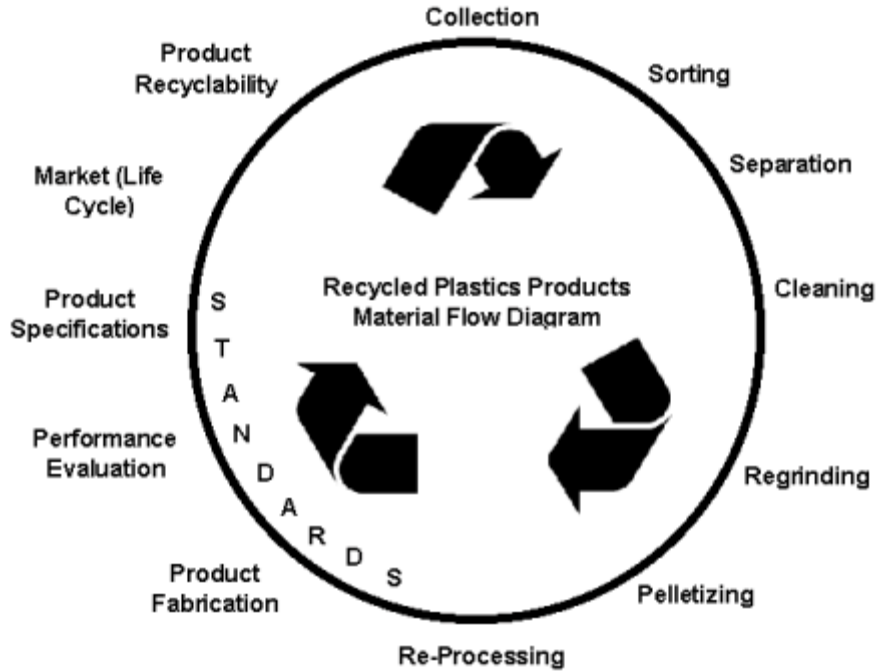 Collection
Product
Recyclability
Sorting
Market (Life
Cycle)
Separation
Product
Specifications
Cleaning
Recycled Plastics Products
Material Flow Diagram
STANDARDS
Performance
Evaluation
Regrinding
Product
Fabrication
Pelletizing
Re-Processing